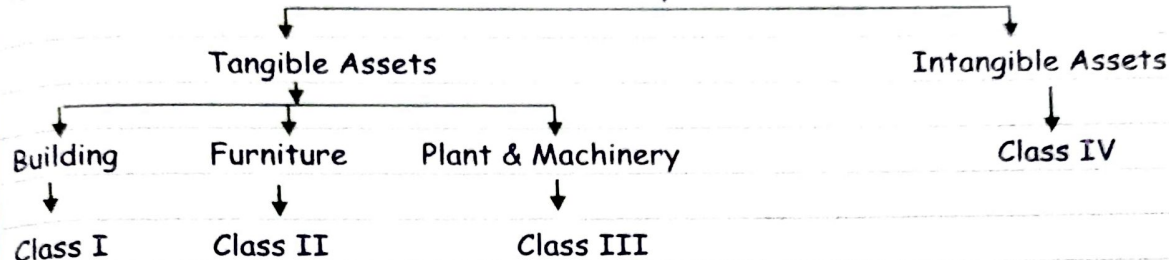 Tangible Assets Intangible Assets
Building Furniture Plant & Machinery Class IV
Class I Class II Class III